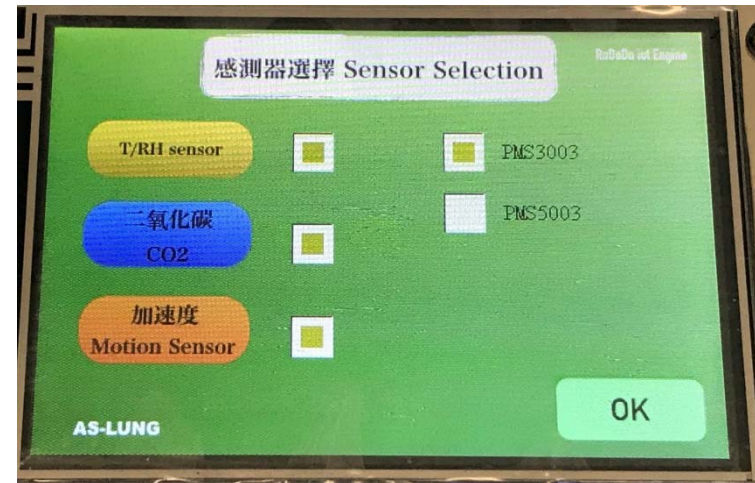 感測器選擇 Sensor Selection
RoDoDo iot Engine
T/RH sensor
PMS3003
二氧化碳
CO2
PMS5003
加速度
Motion Sensor
OK
AS-LUNG